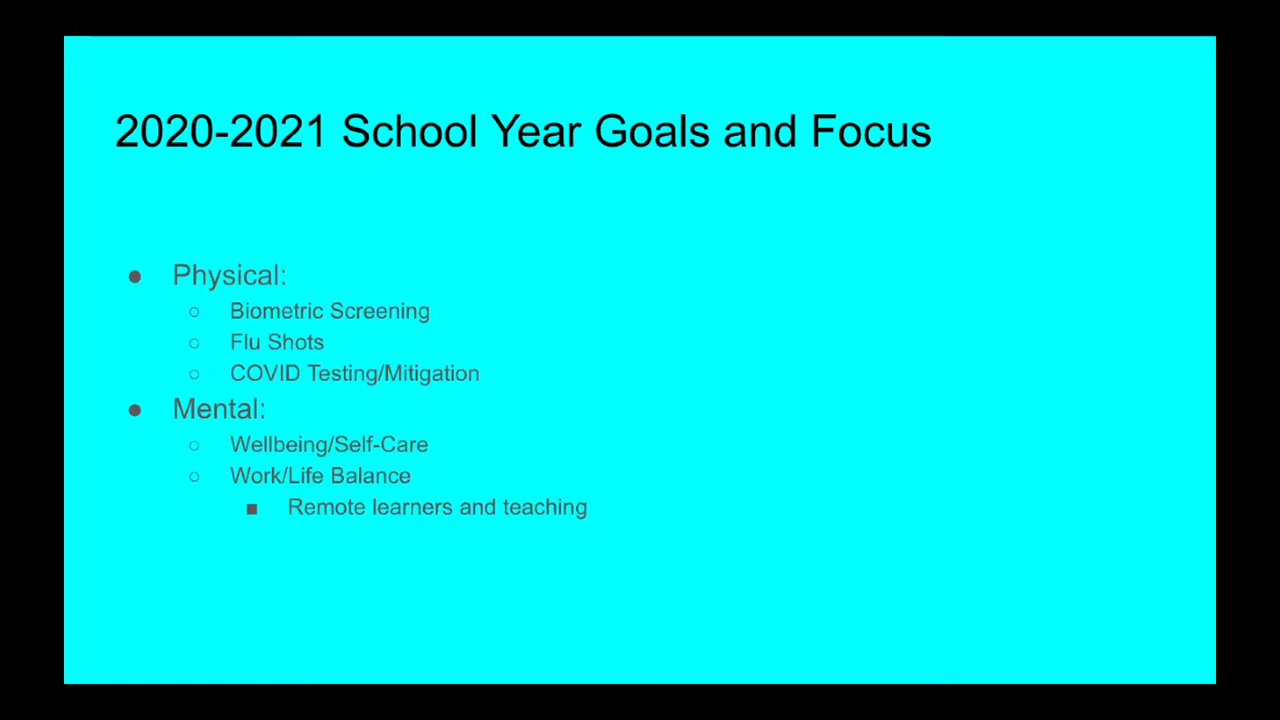 2020-2021 School Year Goals and Focus
● Physical:
○ Biometric Screening
○ Flu Shots
○ COVID Testing/Mitigation
● Mental:
○ Wellbeing/Self-Care
○ Work/Life Balance
■ Remote learners and teaching